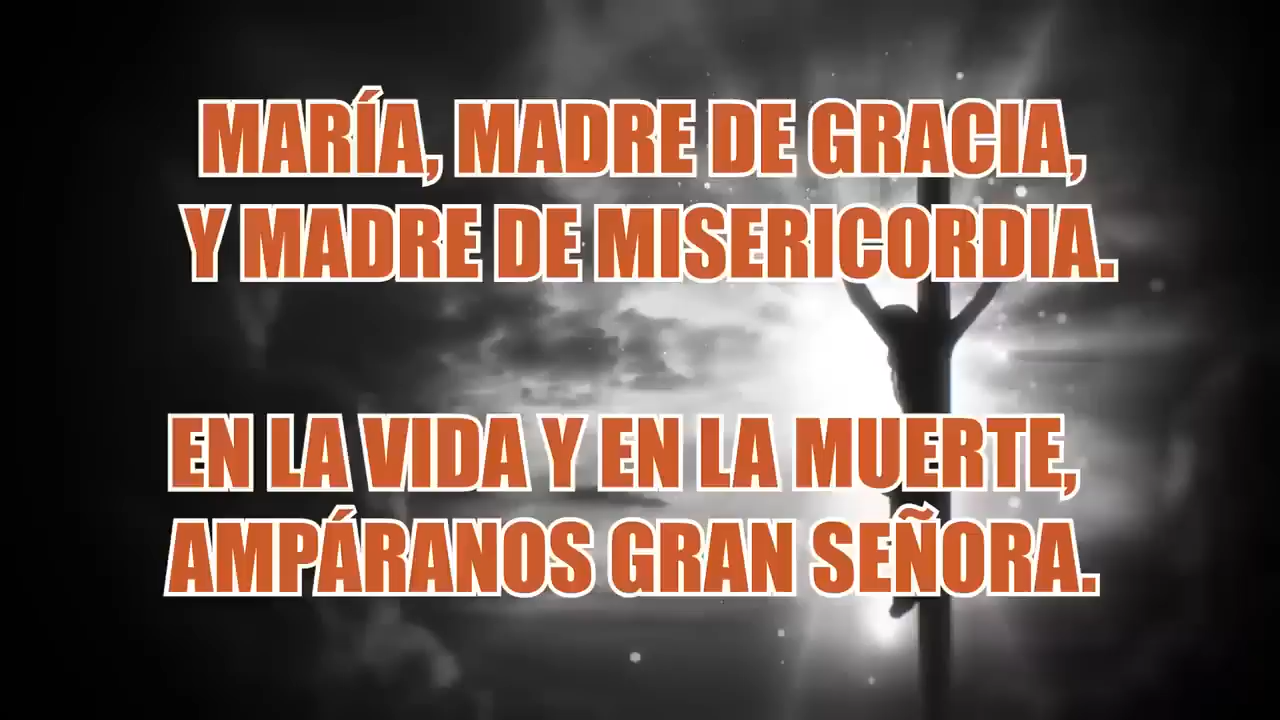 MARÍA, MADRE DE GRACIA,
Y MADRE DE MISERICORDIA.
EN LA VIDA Y EN LA MUERTE,
AMPÁRANOS GRAN SEÑORA.